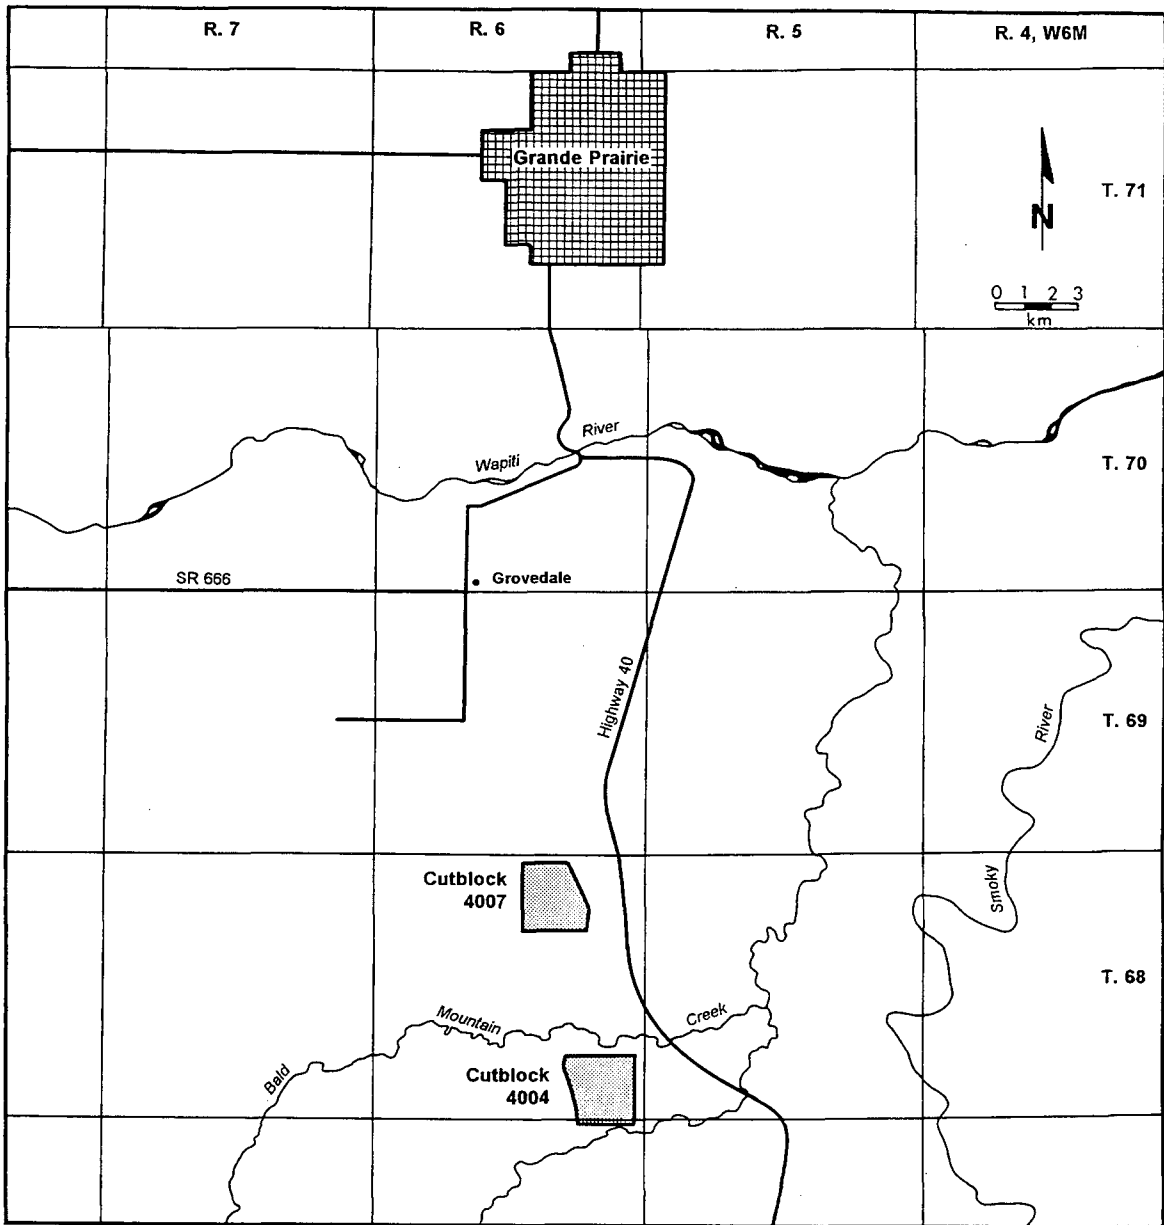 R. 7
R. 6
R. 5
R. 4, W6M
Grande Prairie
T. 71
N
0 1 2 3
km
River
Wapiti
T. 70
SR 666
Grovedale
Highway 40
River
T. 69
Cutblock
4007
Smoky
T. 68
Mountain
Creek
Bald
Cutblock
4004